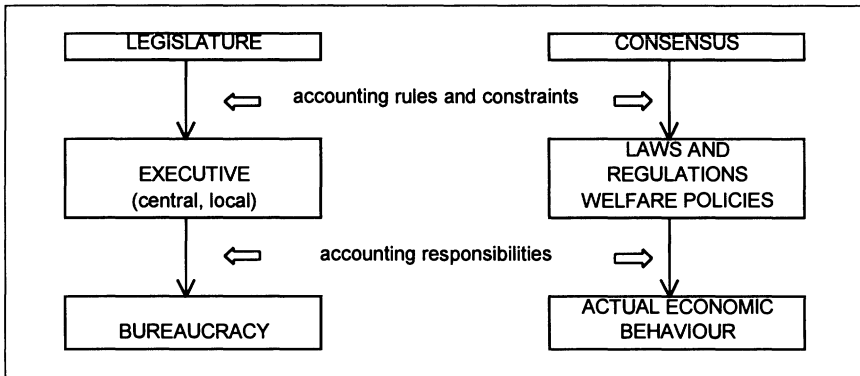 LEGISLATURE
CONSENSUS
accounting rules and constraints
EXECUTIVE
(central, local)
LAWS AND
REGULATIONS
WELFARE POLICIES
accounting responsibilities
BUREAUCRACY
ACTUAL ECONOMIC
BEHAVIOUR